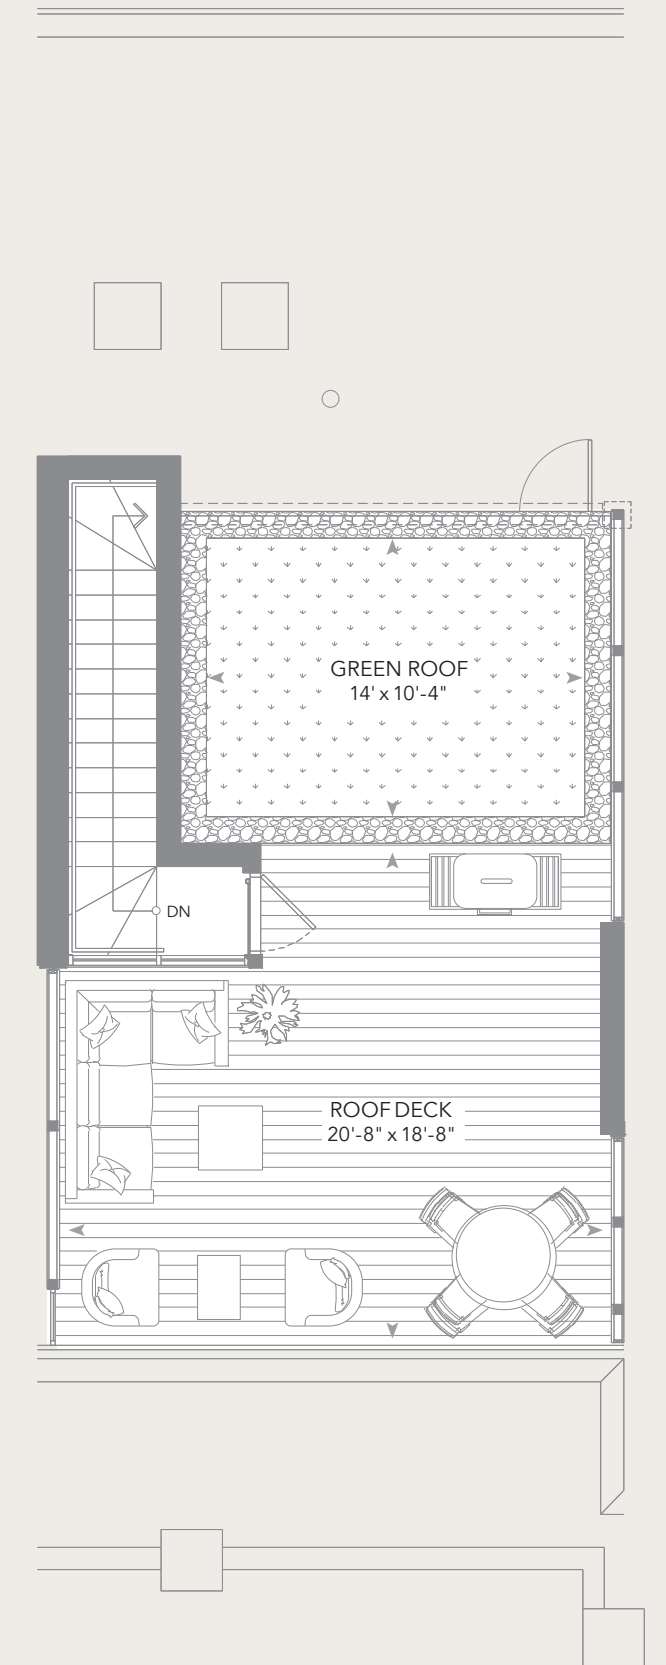 GREEN ROOF
14' x 10'-4"
DN
ROOF DECK
20'-8" x 18'-8"